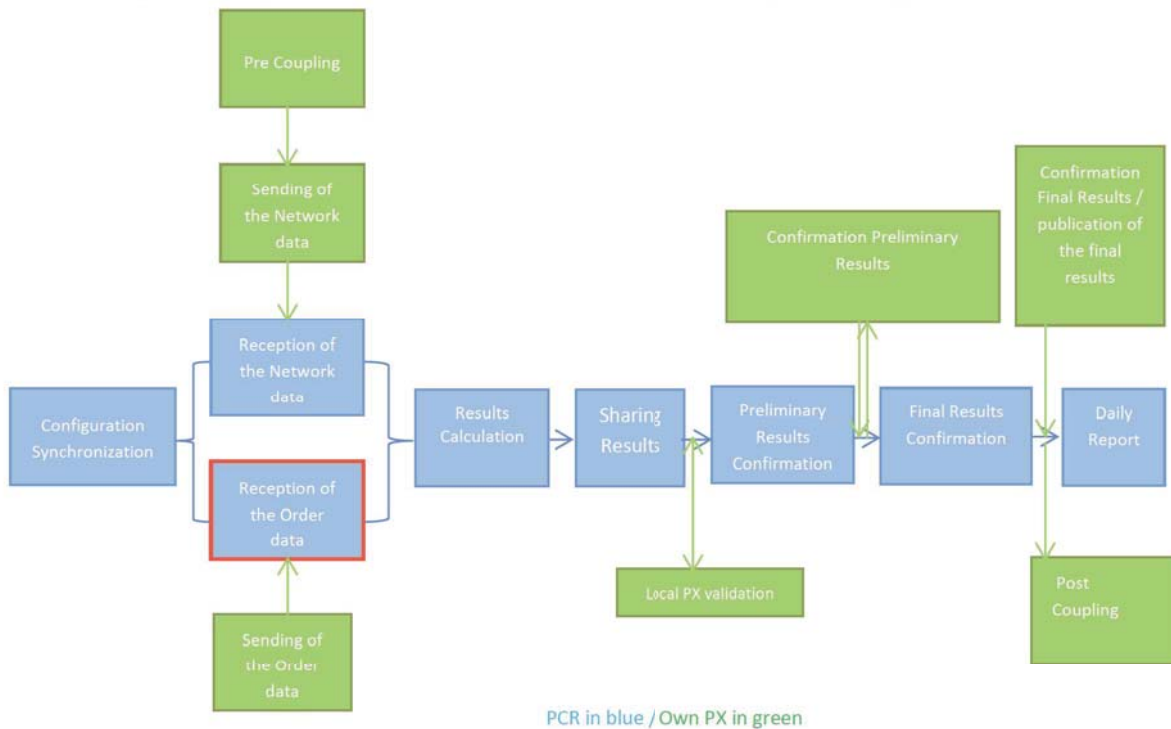 Pre Coupling
Sending of
the Network
data
Reception of
the Network
data
Configuration
Synchronization
Reception of
the Order
data
Sending of
the Order
data
Results
Calculation
Sharing
Results
Local PX validation
Preliminary
Results
Confirmation
Confirmation Preliminary
Results
Final Results
Confirmation
Confirmation
Final Results /
publication of
the final
results
Daily
Report
Post
Coupling
PCR in blue / Own PX in green